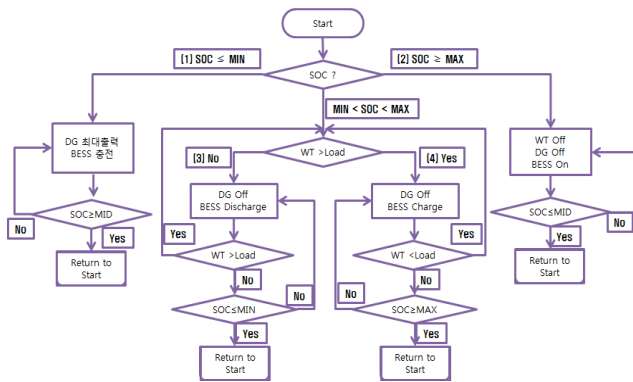 Start
[1] SOC ≤ MIN
[2] SOC ≥ MAX
SOC ?
MIN < SOC < MAX
DG 최대출력
BESS 충전
WT >Load
WT Off
DG Off
BESS On
[3] No
(4) Yes
DG Off
BESS Discharge
DG Off
BESS Charge
SOC≥MID
SOC≤MID
No
Yes
Yes
Yes
No
WT >Load
WT <Load
Yes
Return to
Start
Return to
Start
No
No
SOC≤MIN
No
No
SOC≥MAX
Yes
Yes
Return to
Start
Return to
Start